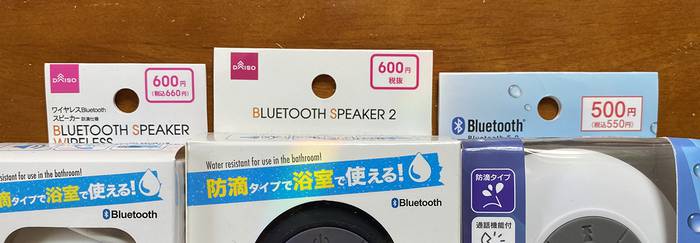 DAISO
600円
(税込660円)
ワイヤレスBluetooth
スピーカー 防滴仕様
BLUETOOTH SPEAKER
WIRELESS
sistant for use in the bathroom!
滴タイプで浴室で使える!
Bluetooth
DAISO
600円
税抜
BLUETOOTH SPEAKER 2
Water resistant for use in the bathroom!
防滴タイプで浴室で使える!
Bluetooth
Bluetooth®
500円
(税込550円)
防滴タイプ
通話機能付